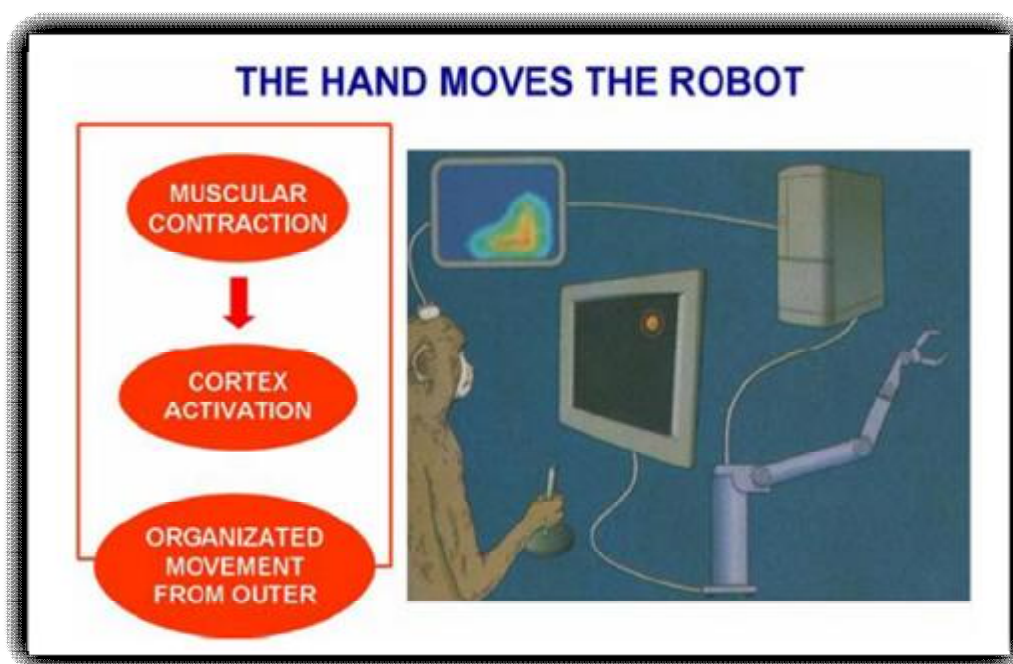 THE HAND MOVES THE ROBOT
MUSCULAR
CONTRACTION
CORTEX
ACTIVATION
ORGANIZATED
MOVEMENT
FROM OUTER